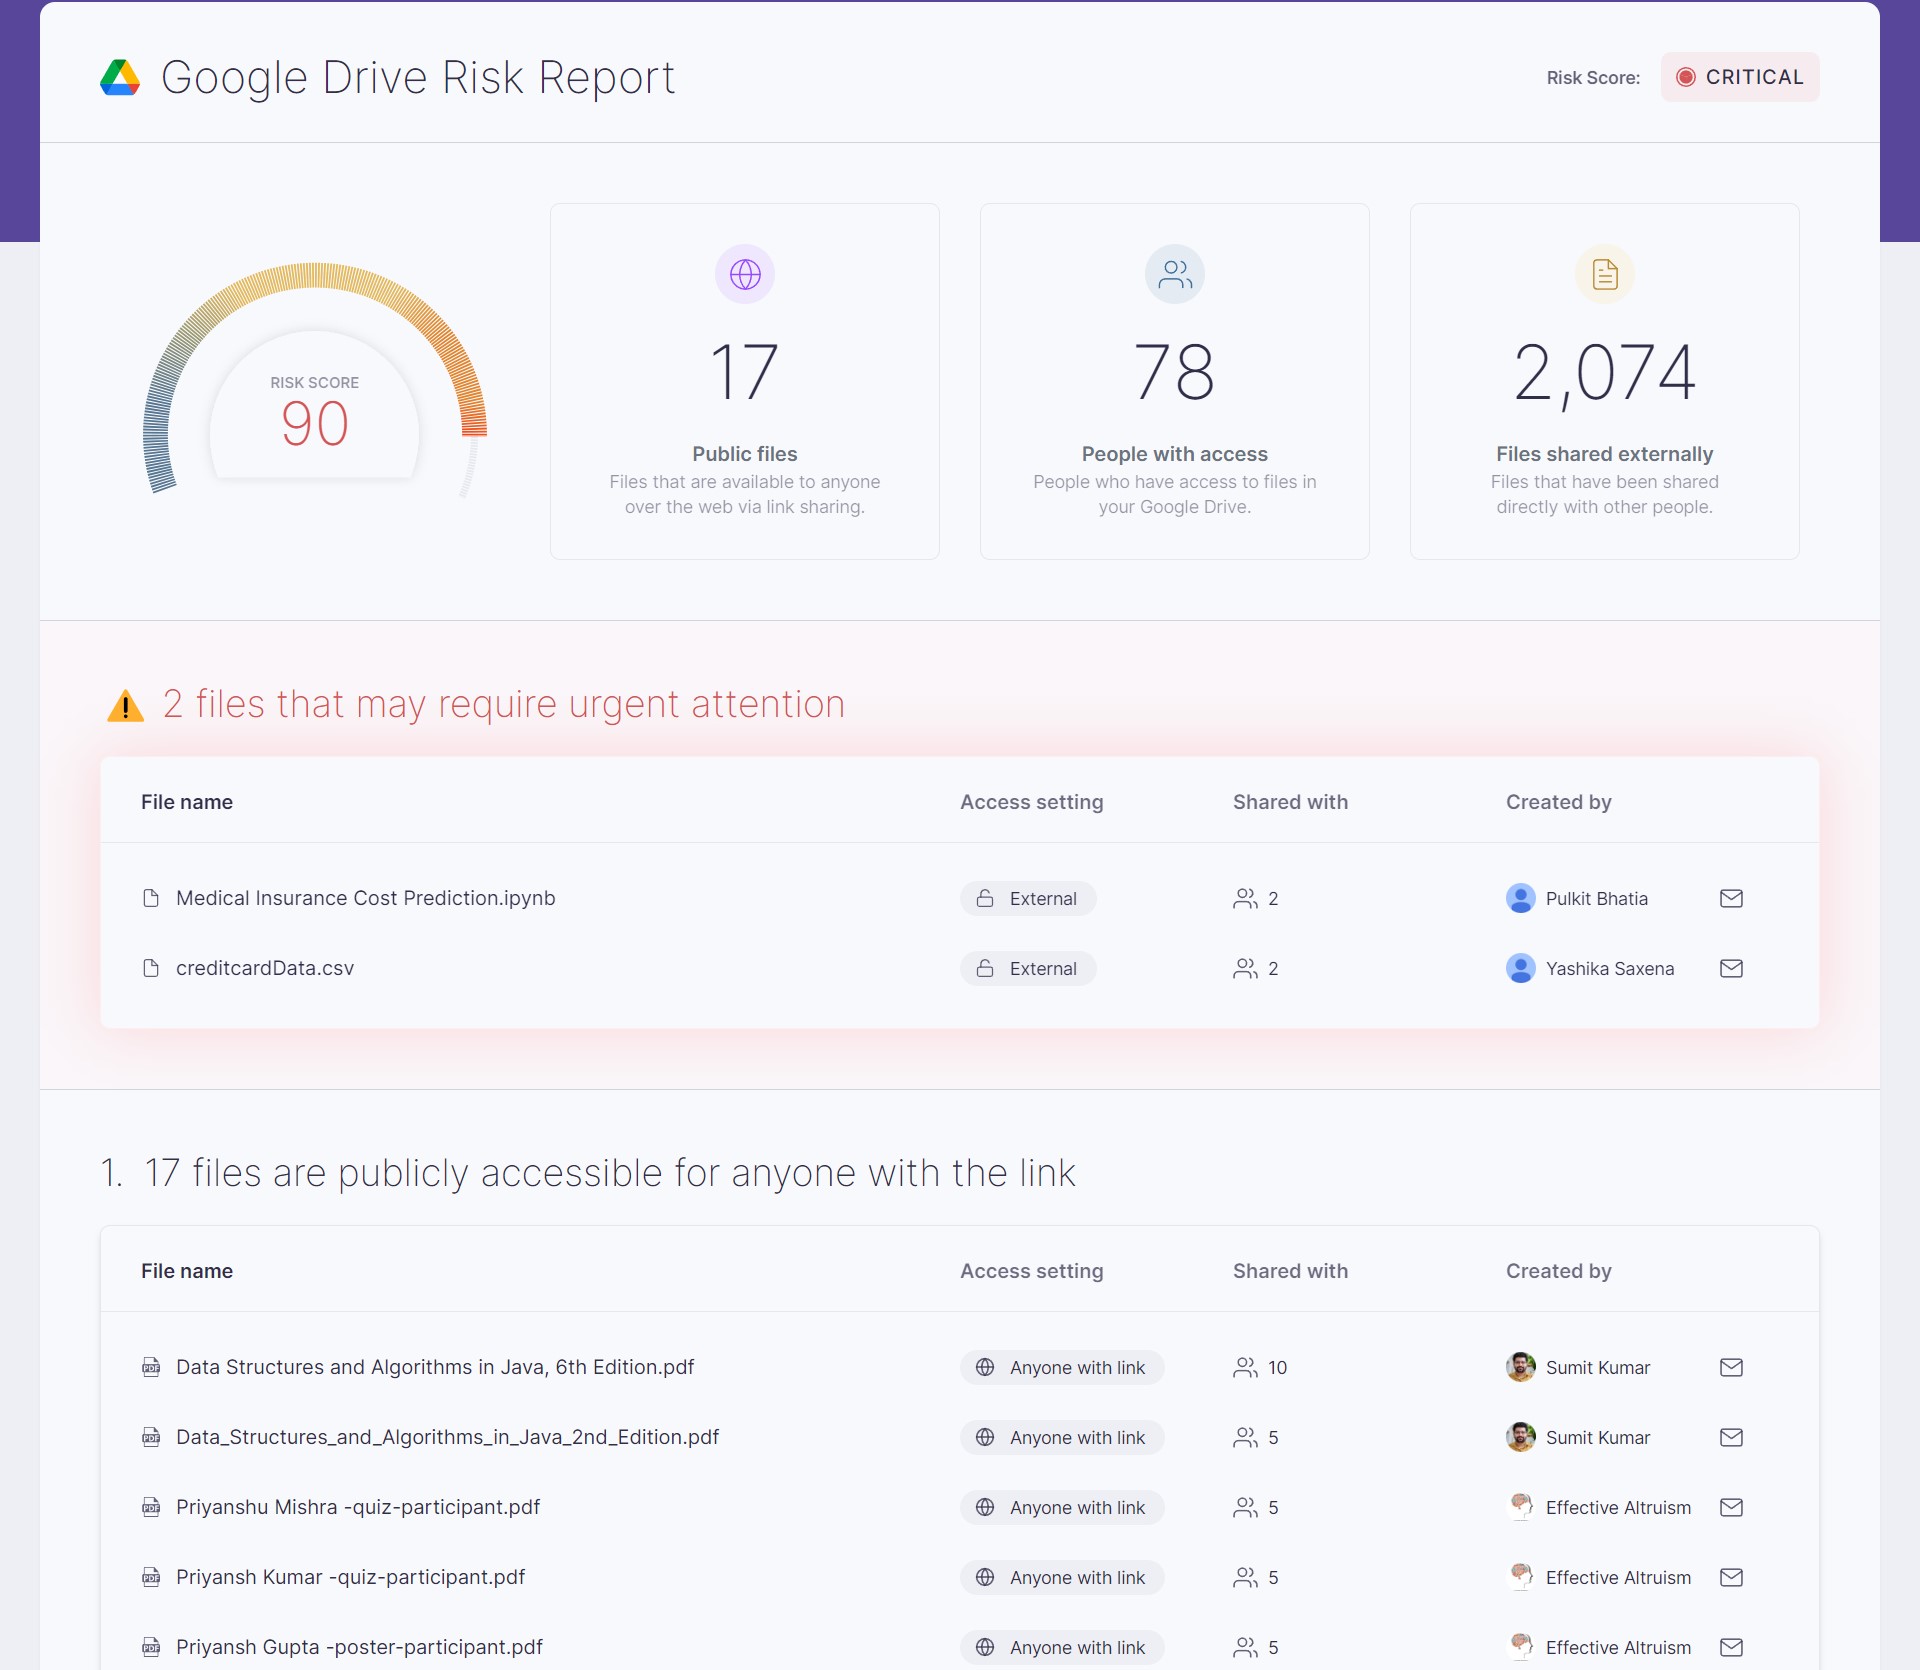 Google Drive Risk Report
Risk Score: CRITICAL
RISK SCORE
90
17
Public files
Files that are available to anyone
over the web via link sharing.
78
People with access
People who have access to files in
your Google Drive.
2,074
Files shared externally
Files that have been shared
directly with other people.
2 files that may require urgent attention
File name Access setting Shared with Created by
Medical Insurance Cost Prediction.ipynb External 2 Pulkit Bhatia
creditcardData.csv External 2 Yashika Saxena
1. 17 files are publicly accessible for anyone with the link
File name Access setting Shared with Created by
PDF Data Structures and Algorithms in Java, 6th Edition.pdf Anyone with link 10 Sumit Kumar
PDF Data_Structures_and_Algorithms_in_Java_2nd_Edition.pdf Anyone with link 5 Sumit Kumar
PDF Priyanshu Mishra -quiz-participant.pdf Anyone with link 5 Effective Altruism
PDF Priyansh Kumar -quiz-participant.pdf Anyone with link 5 Effective Altruism
PDF Priyansh Gupta -poster-participant.pdf Anyone with link 5 Effective Altruism